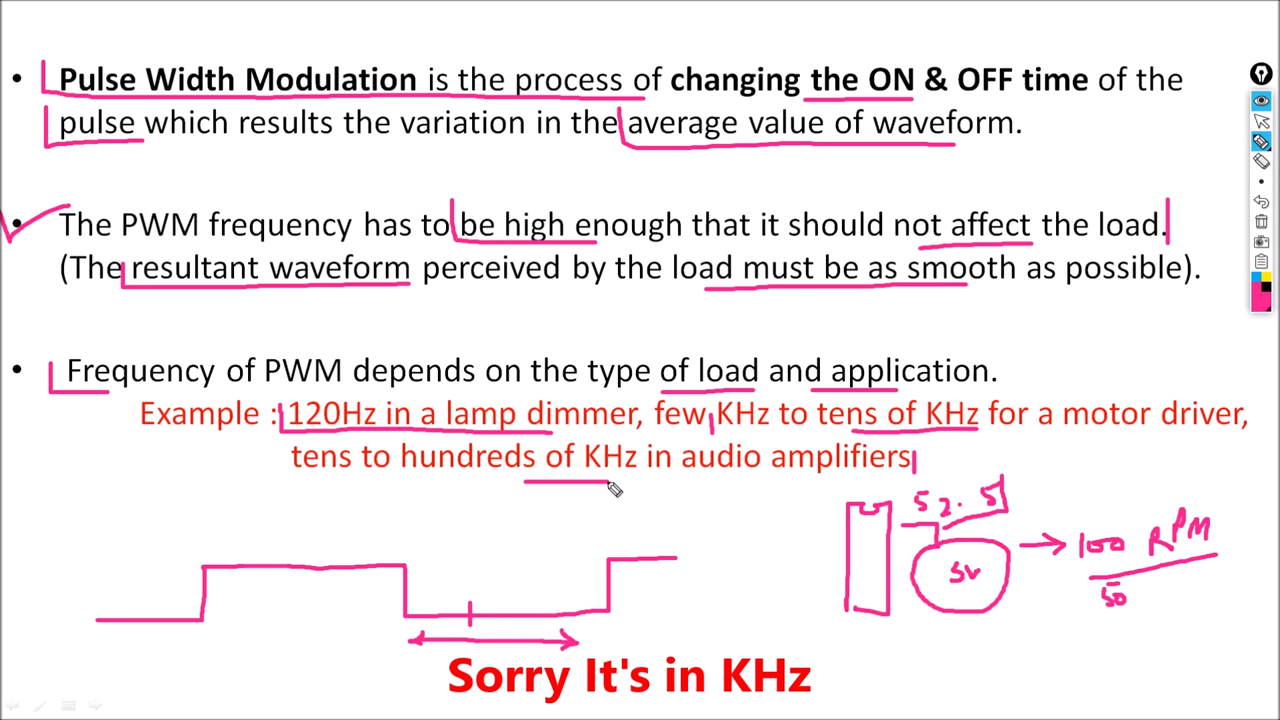 • Pulse Width Modulation is the process of changing the ON & OFF time of the
pulse which results the variation in the average value of waveform.
• The PWM frequency has to be high enough that it should not affect the load.
(The resultant waveform perceived by the load must be as smooth as possible).
• Frequency of PWM depends on the type of load and application.
Example : 120Hz in a lamp dimmer, few KHz to tens of KHz for a motor driver,
tens to hundreds of KHz in audio amplifiers
5 2.5
5v
100 RPM
50
Sorry It's in KHz